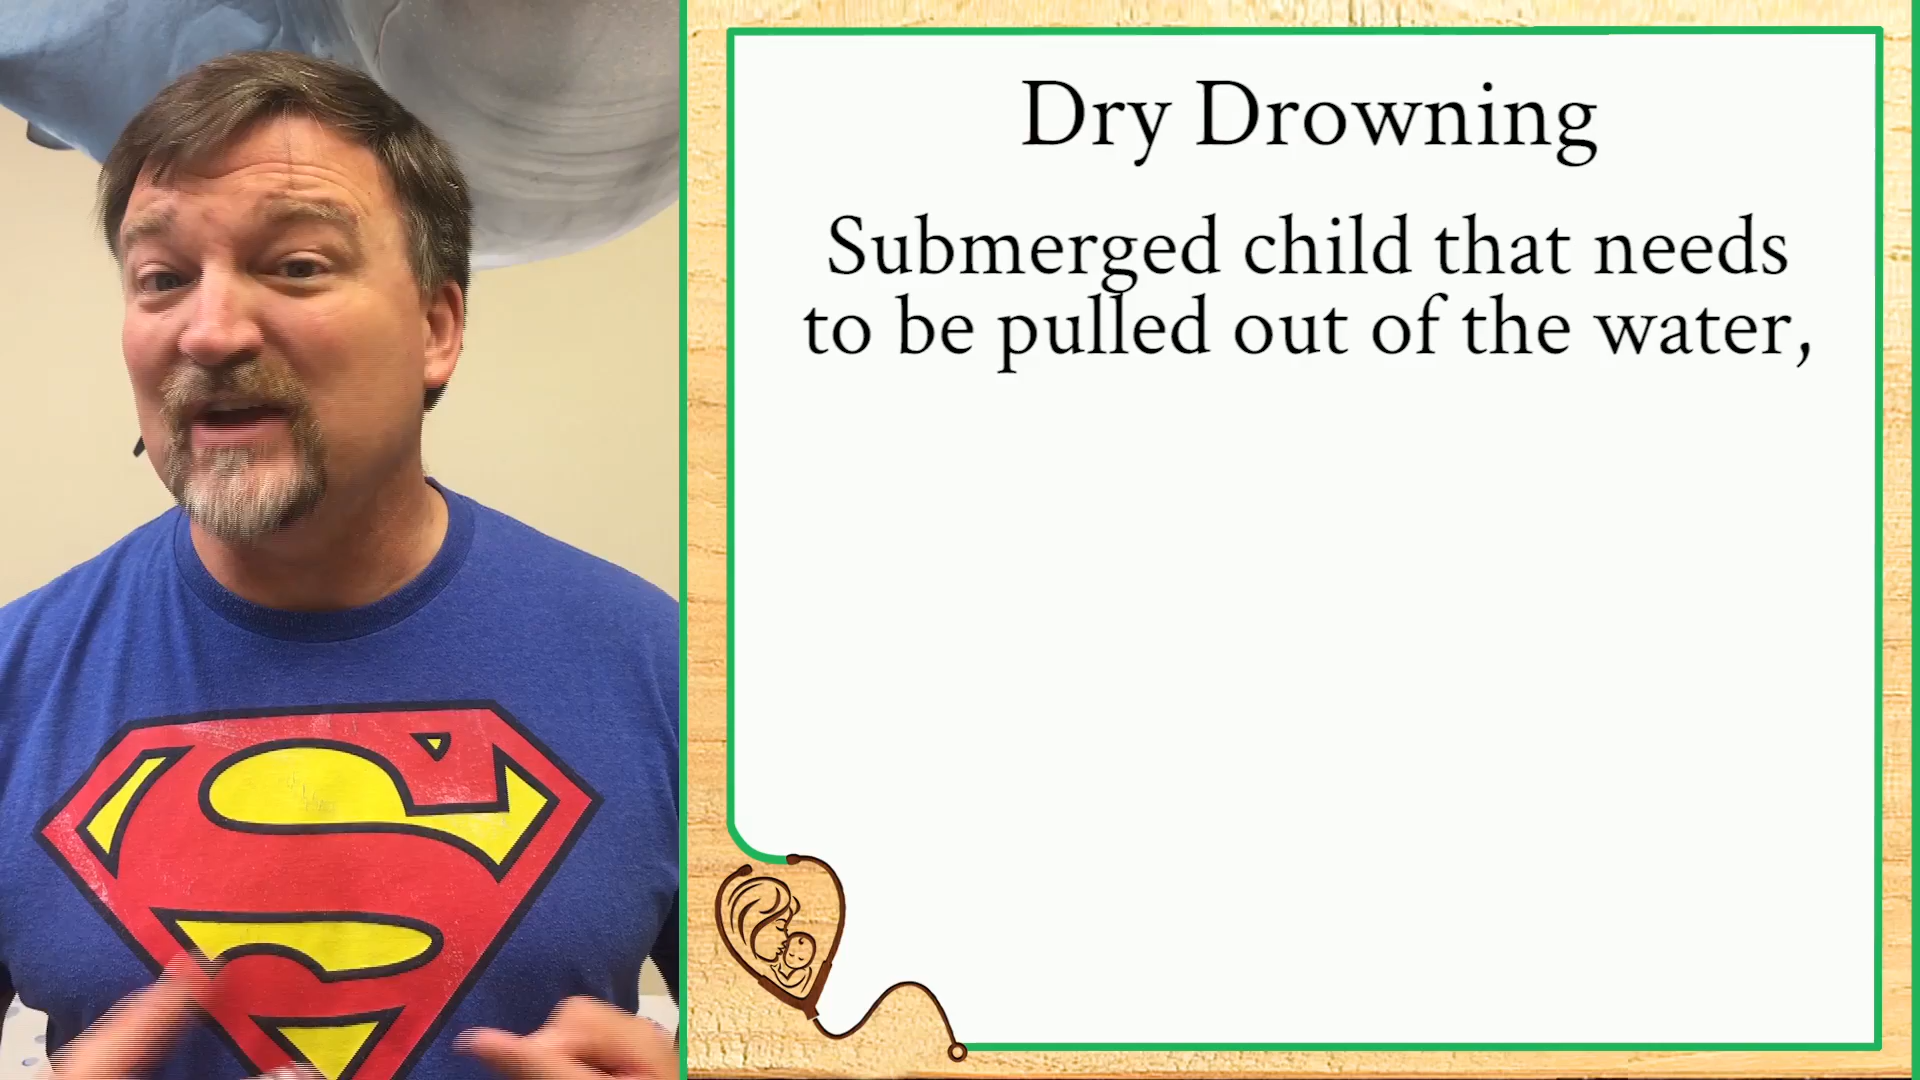 Dry Drowning
Submerged child that needs
to be pulled out of the water,